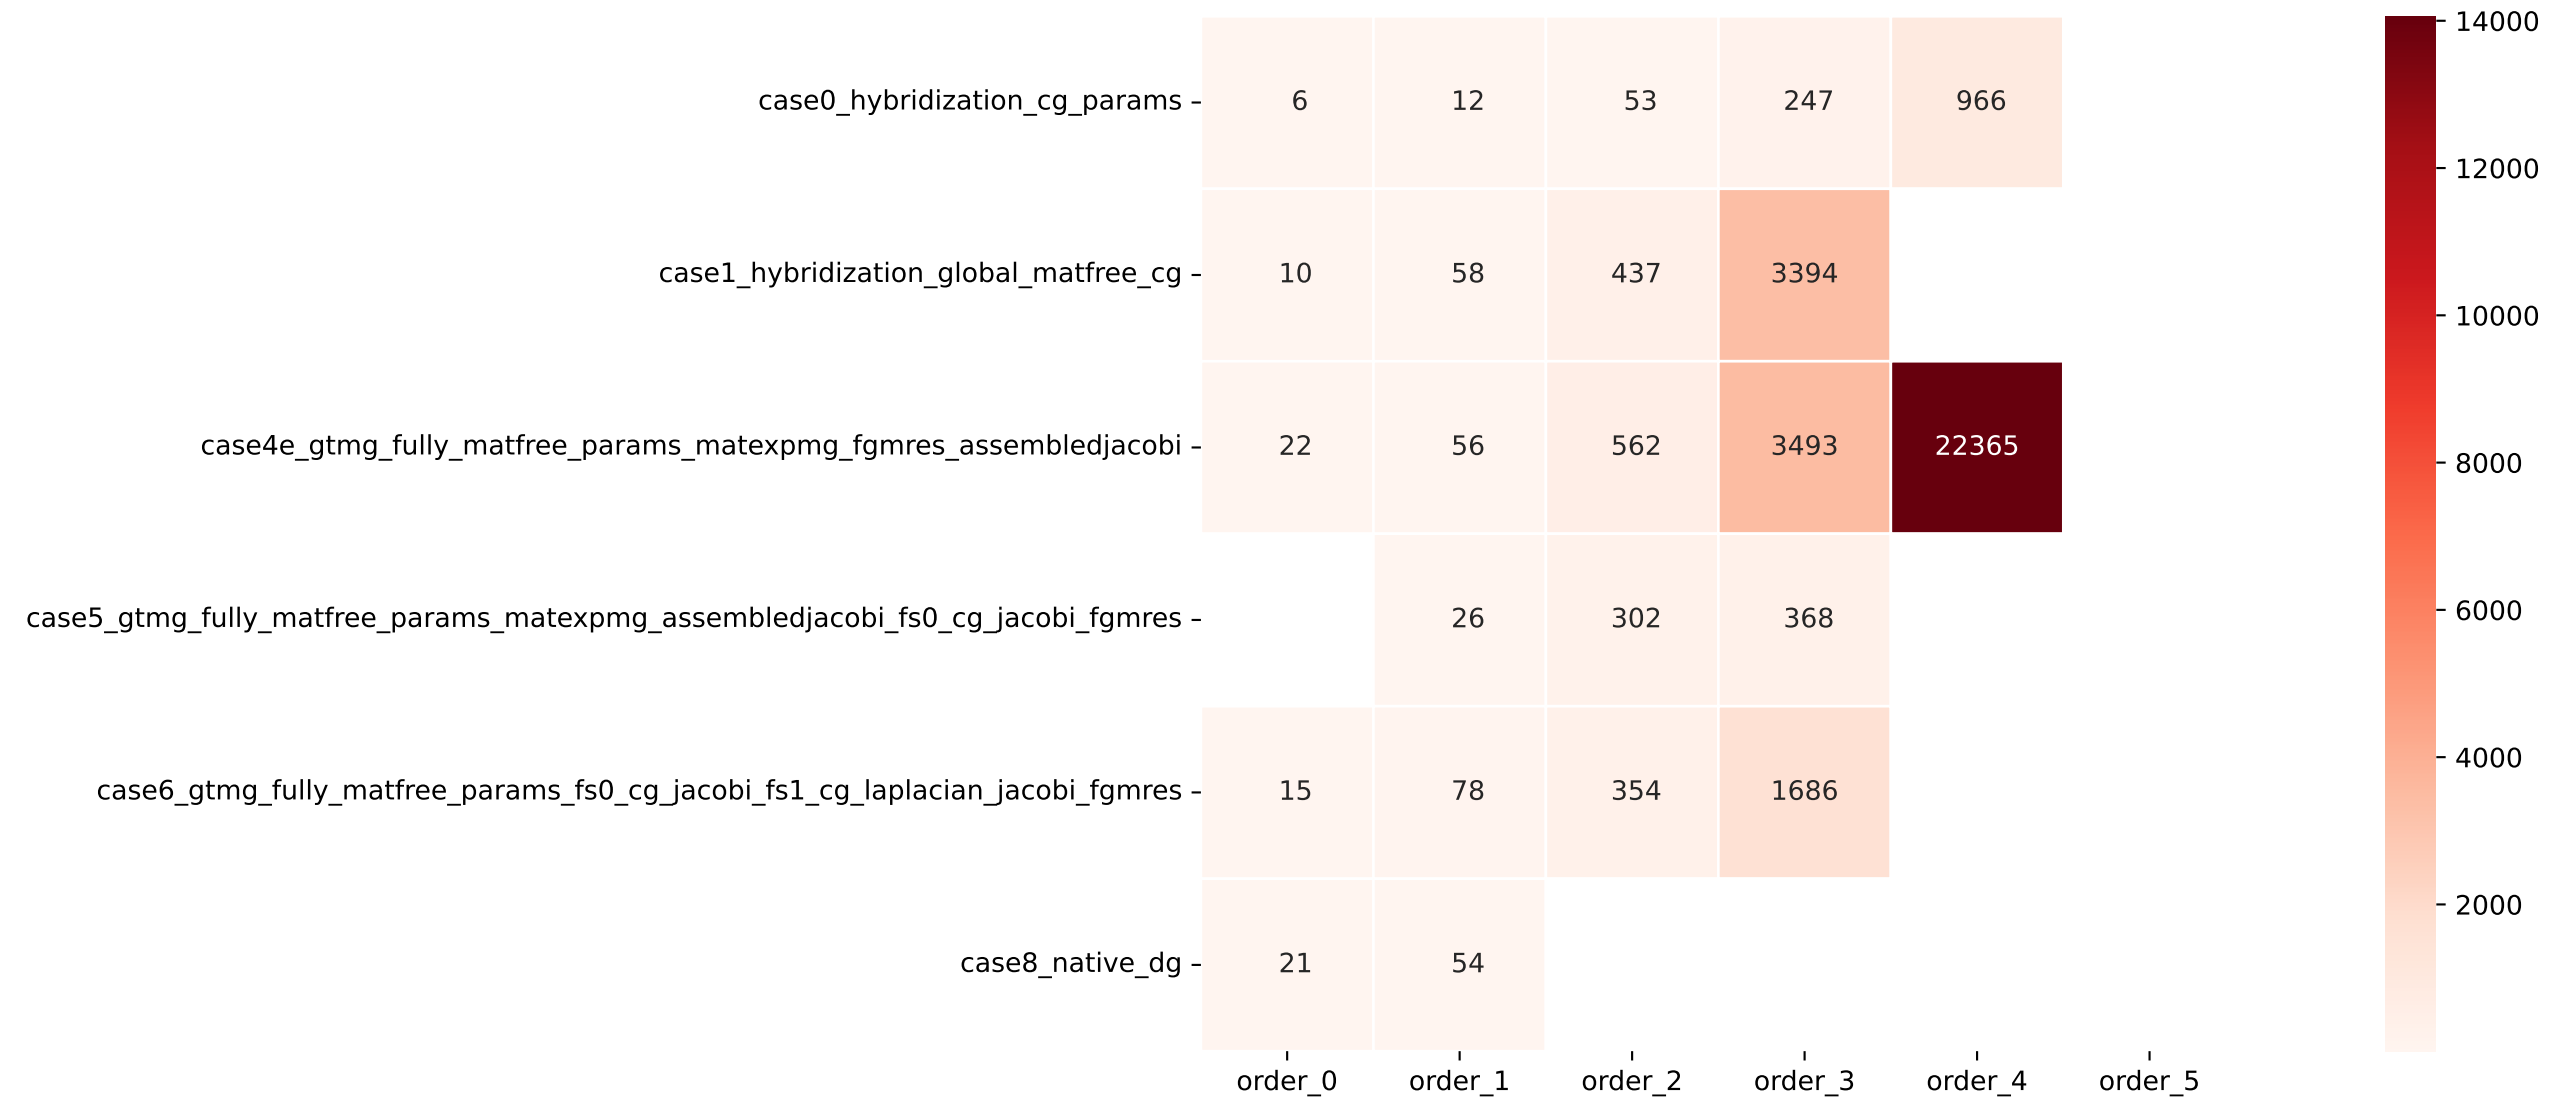 case0_hybridization_cg_params 6 12 53 247 966
case1_hybridization_global_matfree_cg 10 58 437 3394
case4e_gtmg_fully_matfree_params_matexpmg_fgmres_assembledjacobi 22 56 562 3493 22365
case5_gtmg_fully_matfree_params_matexpmg_assembledjacobi_fs0_cg_jacobi_fgmres 26 302 368
case6_gtmg_fully_matfree_params_fs0_cg_jacobi_fs1_cg_laplacian_jacobi_fgmres 15 78 354 1686
case8_native_dg 21 54
order_0 order_1 order_2 order_3 order_4 order_5
14000
12000
10000
8000
6000
4000
2000